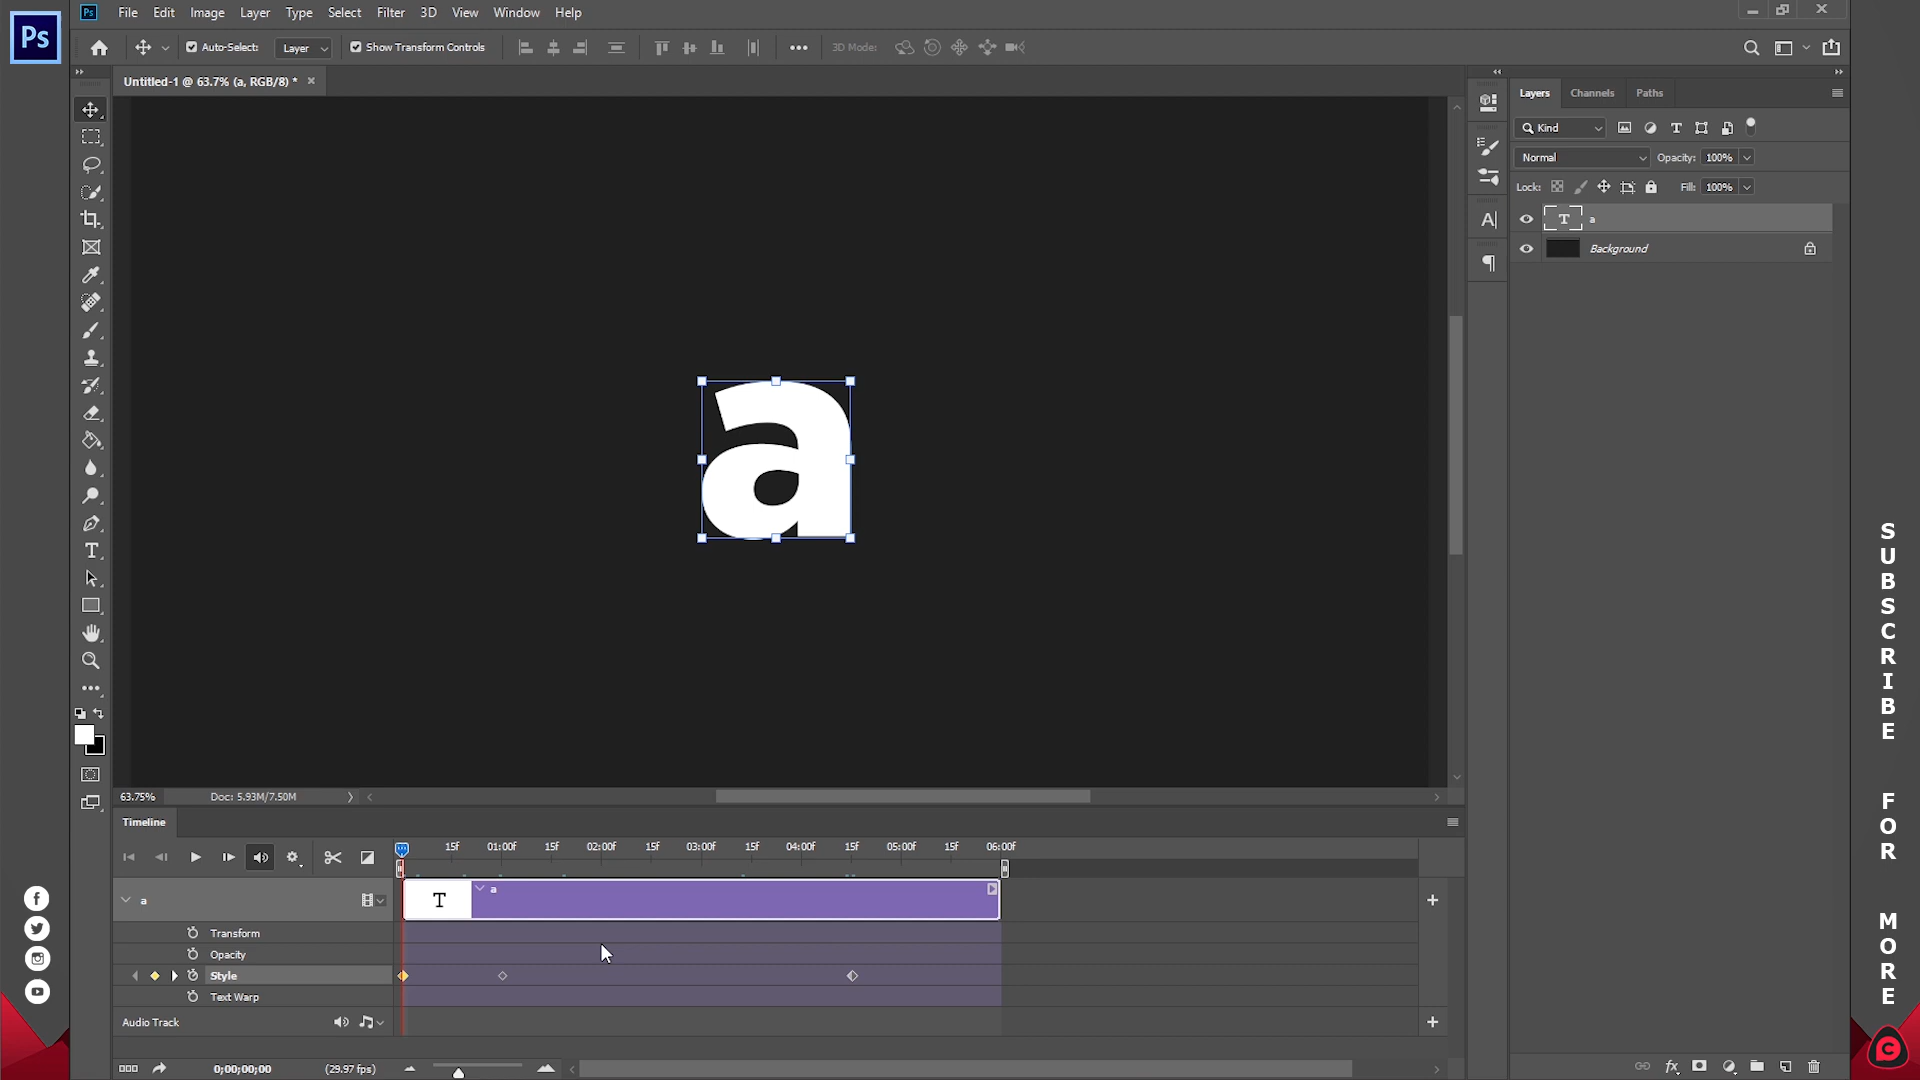 Ps
Ps File Edit Image Layer Type Select Filter 3D View Window Help
Auto-Select: Layer Show Transform Controls 3D Mode:
Untitled-1 @ 63.7% (a, RGB/8) *
Layers Channels Paths
Kind
Normal Opacity: 100%
Lock: Fill: 100%
T a
Background
a
63.75% Doc: 5.93M/7.50M
Timeline
15f 01:00f 15f 02:00f 15f 03:00f 15f 04:00f 15f 05:00f 15f 06:00f
a T a
Transform
Opacity
Style
Text Warp
Audio Track
0;00;00;00 (29.97 fps)
SUBSCRIBE
FOR
MORE